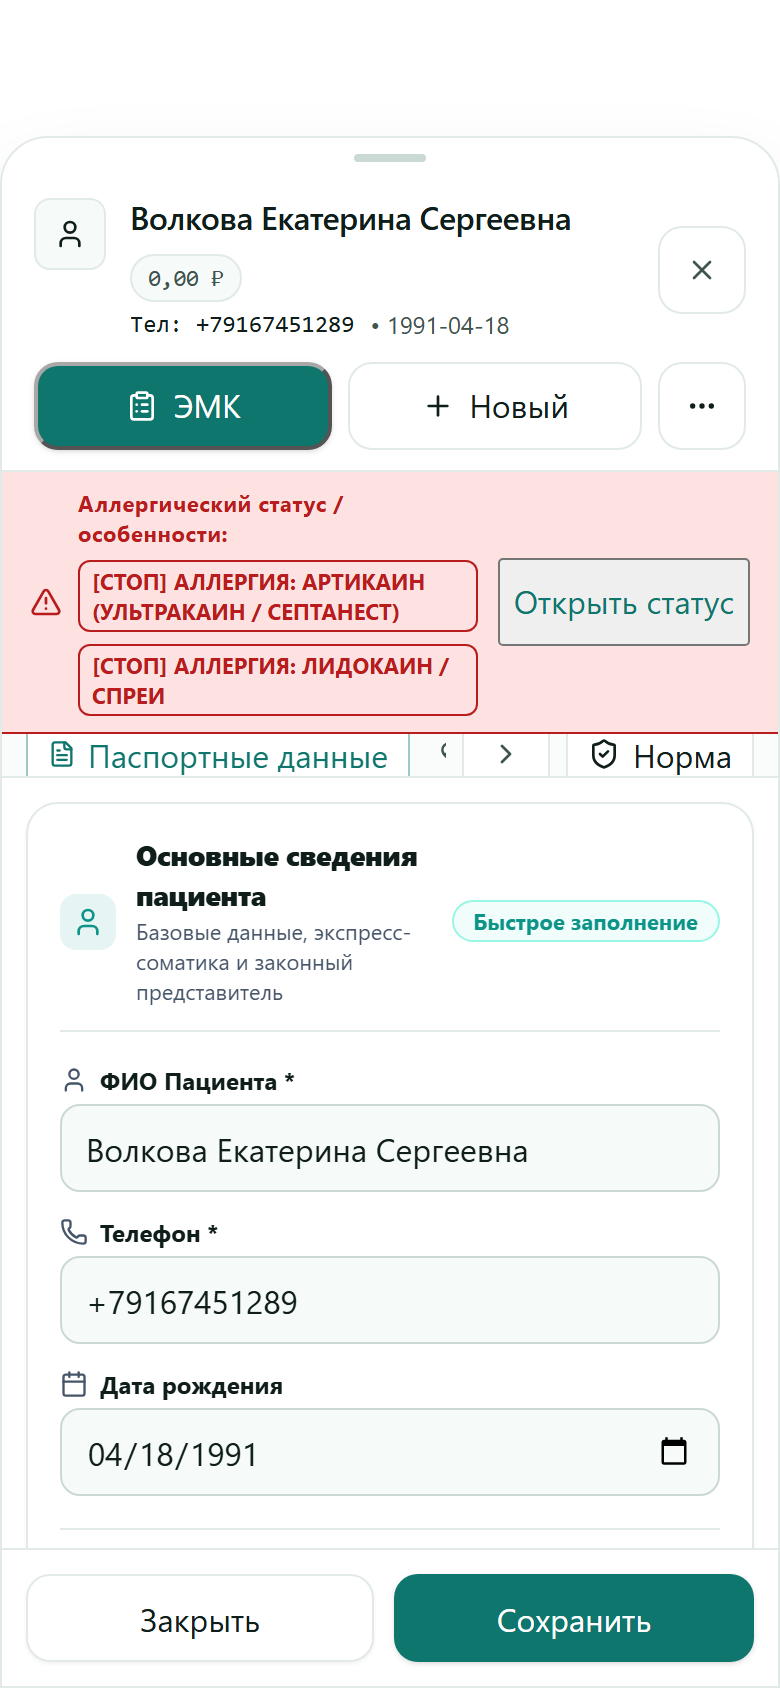 Волкова Екатерина Сергеевна
0,00 ₽
Тел: +79167451289 • 1991-04-18
ЭМК
Новый
Аллергический статус /
особенности:
[СТОП] АЛЛЕРГИЯ: АРТИКАИН
(УЛЬТРАКАИН / СЕПТАНЕСТ)
[СТОП] АЛЛЕРГИЯ: ЛИДОКАИН /
СПРЕИ
Открыть статус
Паспортные данные
Норма
Основные сведения
пациента
Базовые данные, экспресс-
соматика и законный
представитель
Быстрое заполнение
ФИО Пациента *
Волкова Екатерина Сергеевна
Телефон *
+79167451289
Дата рождения
04/18/1991
Закрыть
Сохранить